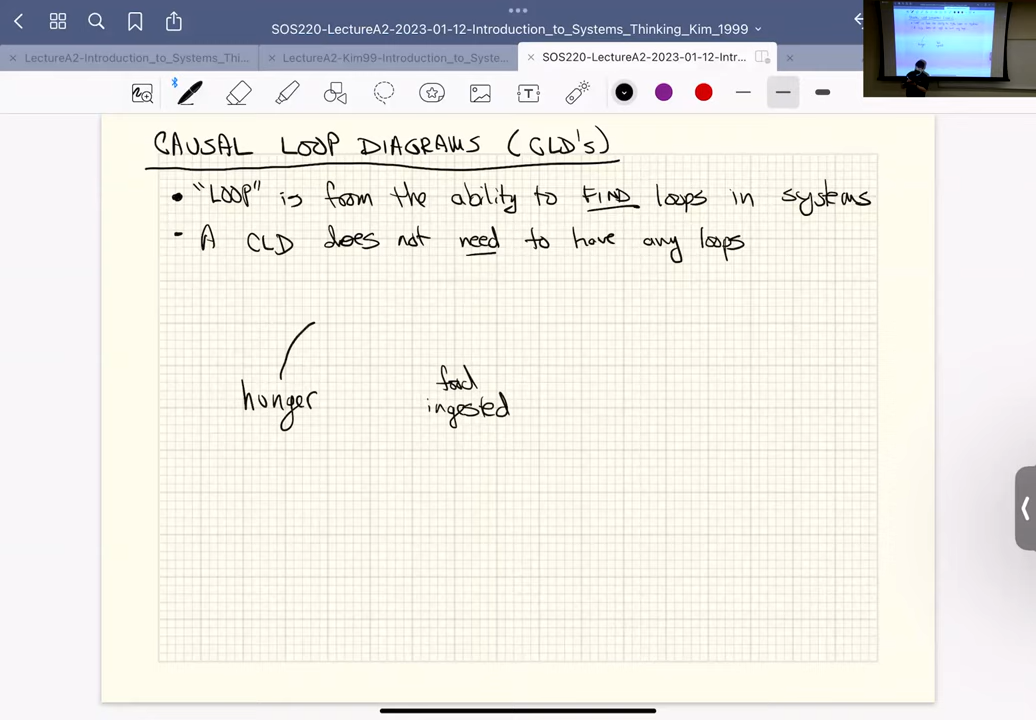 SOS220-LectureA2-2023-01-12-Introduction_to_Systems_Thinking_Kim_1999
LectureA2-Introduction_to_Systems_Thi...
LectureA2-Kim99-Introduction_to_Syste...
SOS220-LectureA2-2023-01-12-Intr...
CAUSAL LOOP DIAGRAMS (CLD's)
"LOOP" is from the ability to FIND loops in systems
A CLD does not need to have any loops
hunger
food
ingested